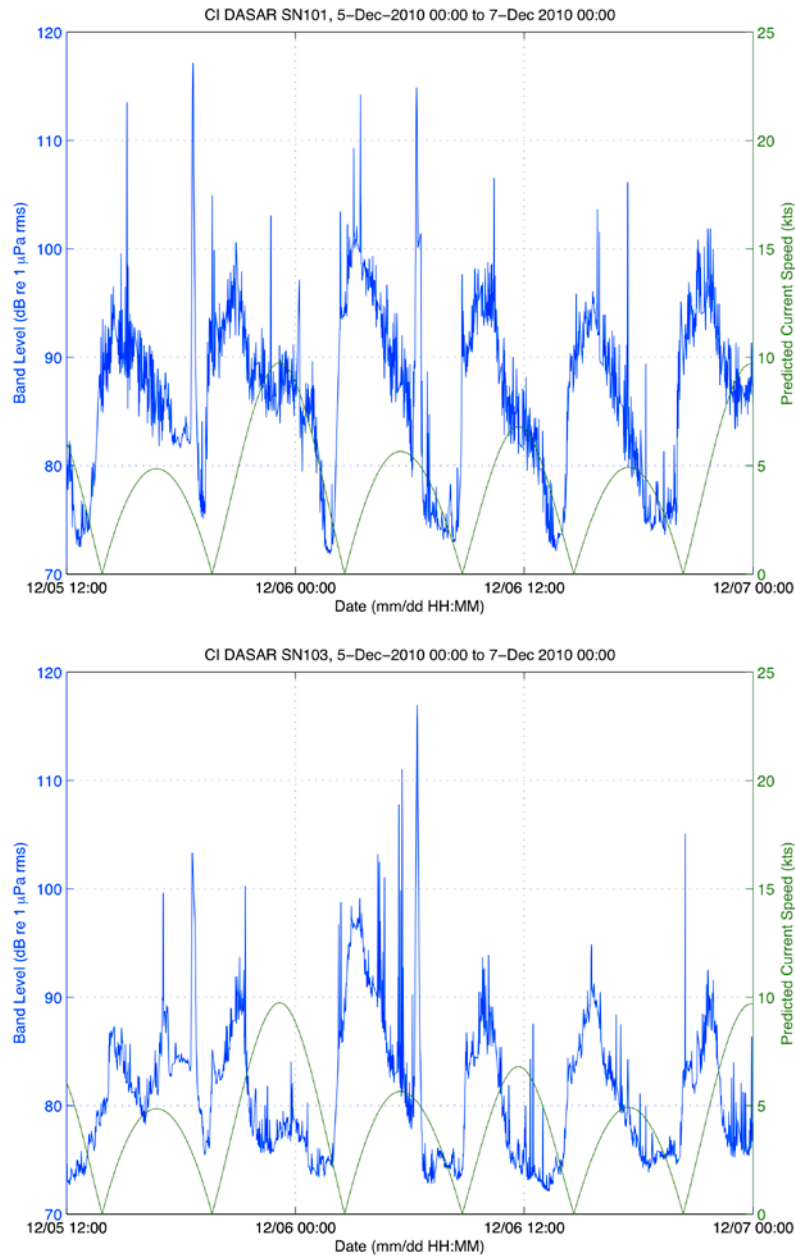 CI DASAR SN101, 5-Dec-2010 00:00 to 7-Dec 2010 00:00
120
110
100
90
80
70
Band Level (dB re 1 μPa rms)
25
20
15
10
5
0
Predicted Current Speed (kts)
12/05 12:00 12/06 00:00 12/06 12:00 12/07 00:00
Date (mm/dd HH:MM)
CI DASAR SN103, 5-Dec-2010 00:00 to 7-Dec 2010 00:00
120
110
100
90
80
70
Band Level (dB re 1 μPa rms)
25
20
15
10
5
0
Predicted Current Speed (kts)
12/05 12:00 12/06 00:00 12/06 12:00 12/07 00:00
Date (mm/dd HH:MM)